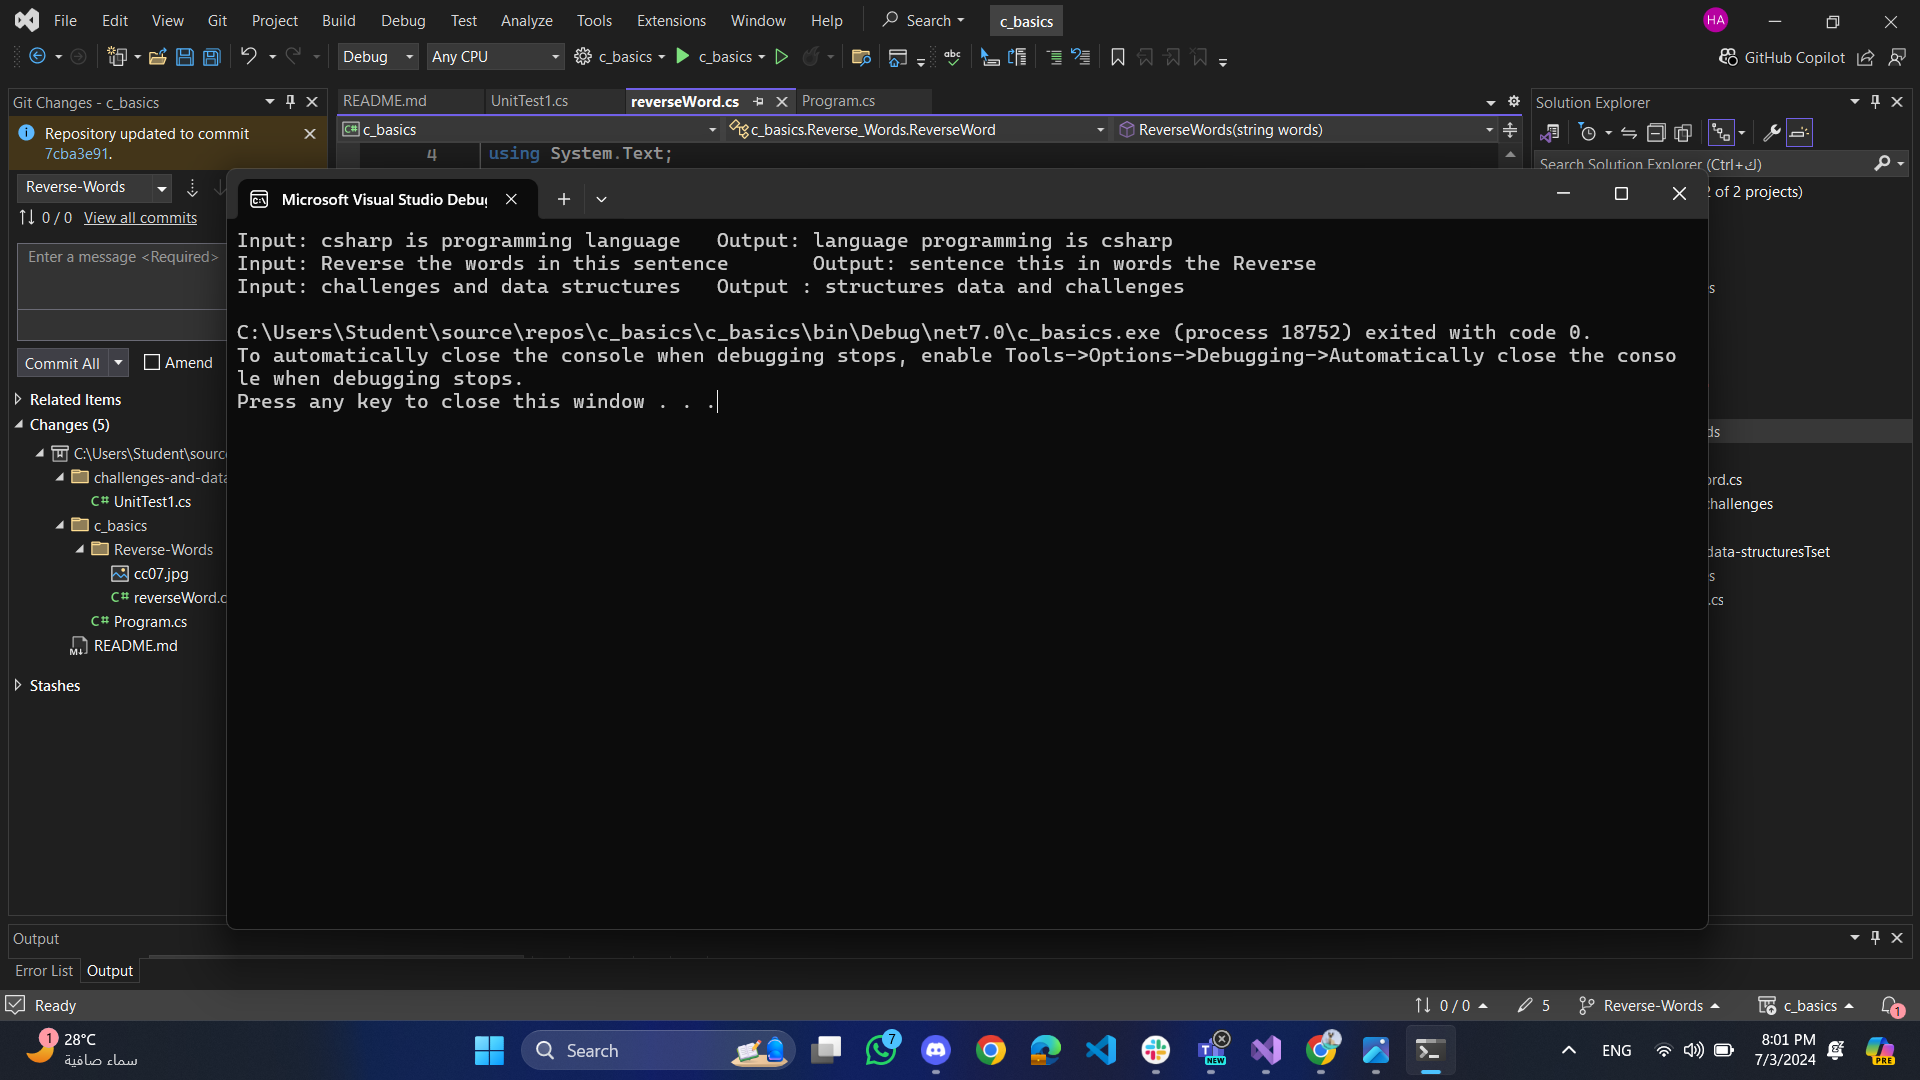 File Edit View Git Project Build Debug Test Analyze Tools Extensions Window Help Search c_basics HA
Debug Any CPU c_basics c_basics GitHub Copilot
Git Changes - c_basics
Repository updated to commit
7cba3e91.
Reverse-Words
0 / 0 View all commits
Enter a message <Required>
Commit All Amend
Related Items
Changes (5)
C:\Users\Student\sourc
challenges-and-data
C# UnitTest1.cs
c_basics
Reverse-Words
cc07.jpg
C# reverseWord.c
C# Program.cs
README.md
Stashes
README.md UnitTest1.cs reverseWord.cs Program.cs
C# c_basics c_basics.Reverse_Words.ReverseWord ReverseWords(string words)
4 using System.Text;
Microsoft Visual Studio Debug
Input: csharp is programming language Output: language programming is csharp
Input: Reverse the words in this sentence Output: sentence this in words the Reverse
Input: challenges and data structures Output : structures data and challenges
C:\Users\Student\source\repos\c_basics\c_basics\bin\Debug\net7.0\c_basics.exe (process 18752) exited with code 0.
To automatically close the console when debugging stops, enable Tools->Options->Debugging->Automatically close the conso
le when debugging stops.
Press any key to close this window . . .
Solution Explorer
Search Solution Explorer (Ctrl+ك)
2 of 2 projects)
s
ds
ord.cs
challenges
data-structuresTset
s
.cs
Output
Error List Output
Ready 0 / 0 5 Reverse-Words c_basics 1
1 28°C
سماء صافية
Search 7 NEW ENG 8:01 PM
7/3/2024 PRE